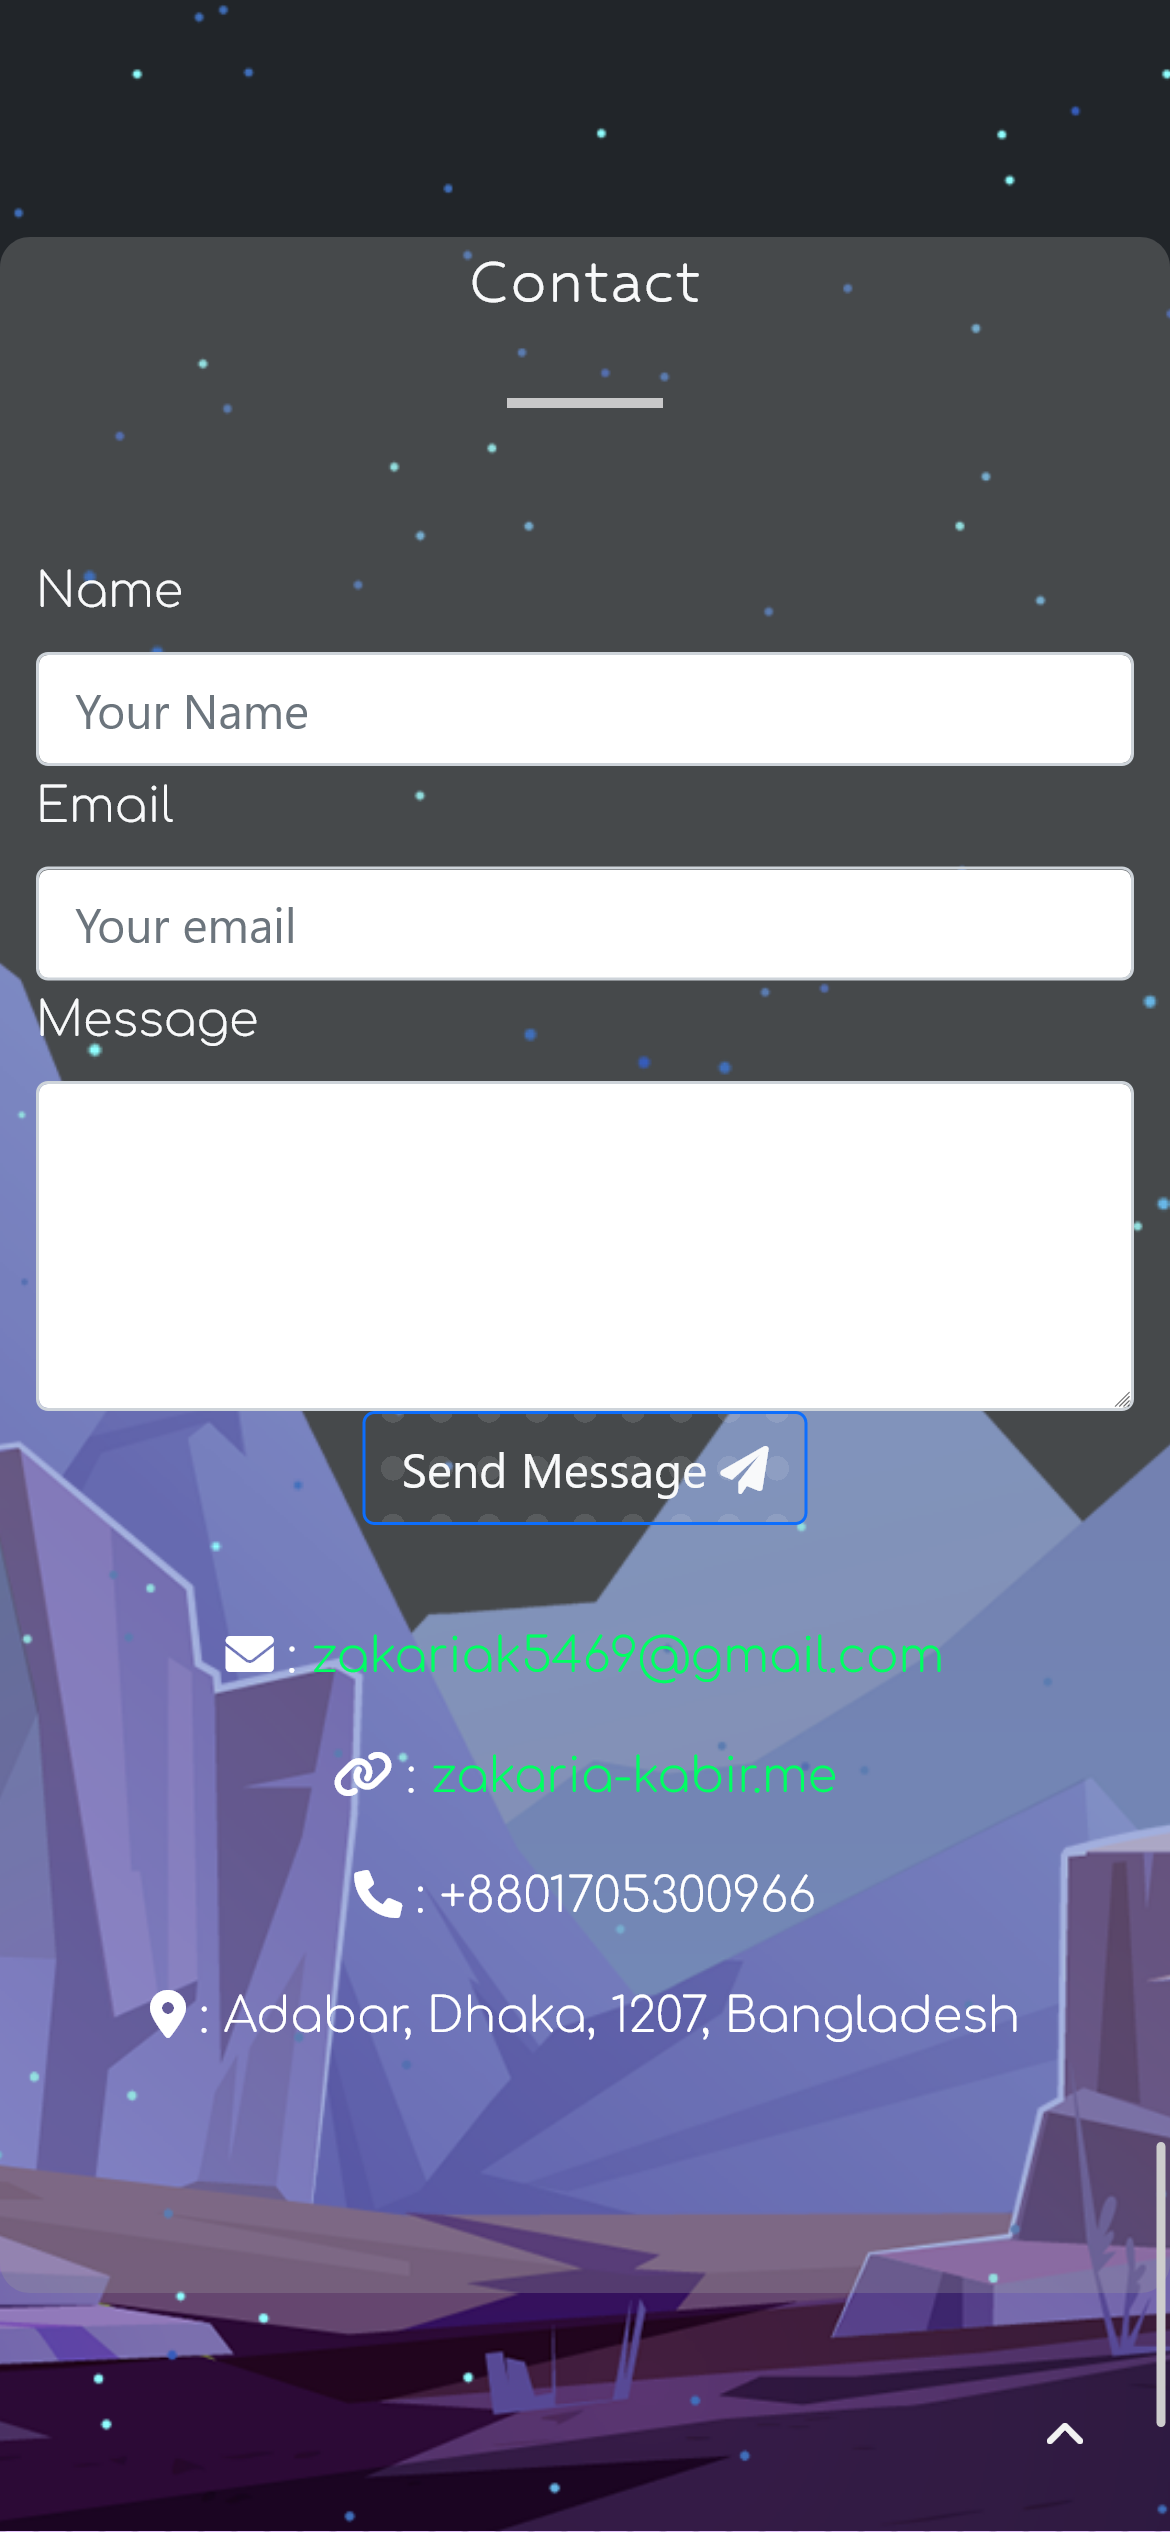 Contact
Name
Your Name
Email
Your email
Message
Send Message
: zakariak5469@gmail.com
: zakaria-kabir.me
: +8801705300966
: Adabar, Dhaka, 1207, Bangladesh